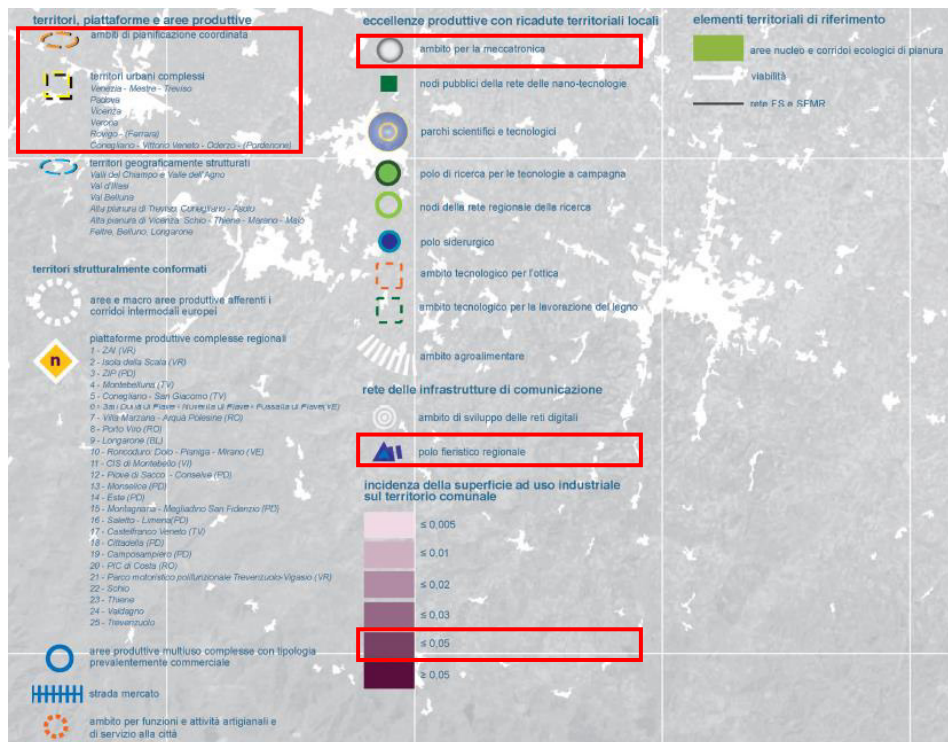 territori, piattaforme e aree produttive
ambiti di pianificazione coordinata
territori urbani complessi
Venezia - Mestre - Treviso
Padova
Vicenza
Verona
Rovigo - (Ferrara)
Conegliano - Vittorio Veneto - Oderzo - (Pordenone)
territori geograficamente strutturati
Valli del Chiampo e Valle dell'Agno
Val d'Illasi
Val Belluna
Alta pianura di Treviso: Conegliano - Asolo
Alta pianura di Vicenza: Schio - Thiene - Marano - Malo
Feltre, Belluno, Longarone
territori strutturalmente conformati
aree e macro aree produttive afferenti i
corridoi intermodali europei
n
piattaforme produttive complesse regionali
1 - ZAI (VR)
2 - Isola della Scala (VR)
3 - ZIP (PD)
4 - Montebelluna (TV)
5 - Conegliano - San Giacomo (TV)
6 - San Donà di Piave - Noventa di Piave - Fossalta di Piave(VE)
7 - Villa Marzana - Arquà Polesine (RO)
8 - Porto Viro (RO)
9 - Longarone (BL)
10 - Roncoduro: Dolo - Pianiga - Mirano (VE)
11 - CIS di Montebello (VI)
12 - Piove di Sacco - Conselve (PD)
13 - Monselice (PD)
14 - Este (PD)
15 - Montagnana - Megliadino San Fidenzio (PD)
16 - Saletto - Limena(PD)
17 - Castelfranco Veneto (TV)
18 - Cittadella (PD)
19 - Camposampiero (PD)
20 - PIC di Costa (RO)
21 - Parco motoristico polifunzionale Trevenzuolo-Vigasio (VR)
22 - Schio
23 - Thiene
24 - Valdagno
25 - Trevenzuolo
aree produttive multiuso complesse con tipologia
prevalentemente commerciale
strada mercato
ambito per funzioni e attività artigianali e
di servizio alla città
eccellenze produttive con ricadute territoriali locali
ambito per la meccatronica
nodi pubblici della rete delle nano-tecnologie
parchi scientifici e tecnologici
polo di ricerca per le tecnologie a campagna
nodi della rete regionale della ricerca
polo siderurgico
ambito tecnologico per l'ottica
ambito tecnologico per la lavorazione del legno
ambito agroalimentare
rete delle infrastrutture di comunicazione
ambito di sviluppo delle reti digitali
polo fieristico regionale
incidenza della superficie ad uso industriale
sul territorio comunale
≤ 0,005
≤ 0,01
≤ 0,02
≤ 0,03
≤ 0,05
≥ 0,05
elementi territoriali di riferimento
aree nucleo e corridoi ecologici di pianura
viabilità
rete FS e SFMR